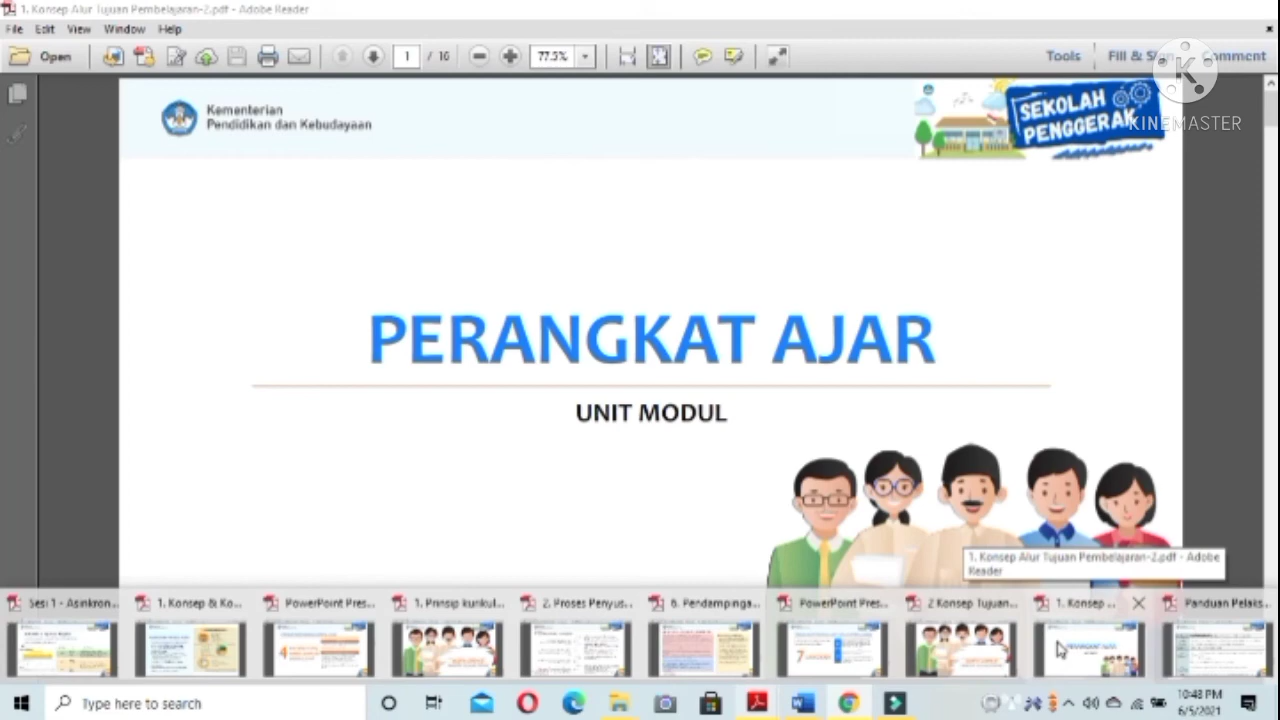 1. Konsep Alur Tujuan Pembelajaran-2.pdf - Adobe Reader
File Edit View Window Help
Open
1 / 16
77.5%
Tools
Fill & Sign
Comment
KINEMASTER
Kementerian
Pendidikan dan Kebudayaan
SEKOLAH
PENGGERAK
PERANGKAT AJAR
UNIT MODUL
1. Konsep Alur Tujuan Pembelajaran-2.pdf - Adobe
Reader
Sesi 1 - Asinkron...
1. Konsep & Ko...
PowerPoint Pres...
1. Prinsip kurikul...
2. Proses Penyus...
6. Pendampinga...
PowerPoint Pres...
2 Konsep Tujuan...
1. Konsep ...
Panduan Pelaks...
PERANGKAT AJAR
Type here to search
10:48 PM
6/5/2021